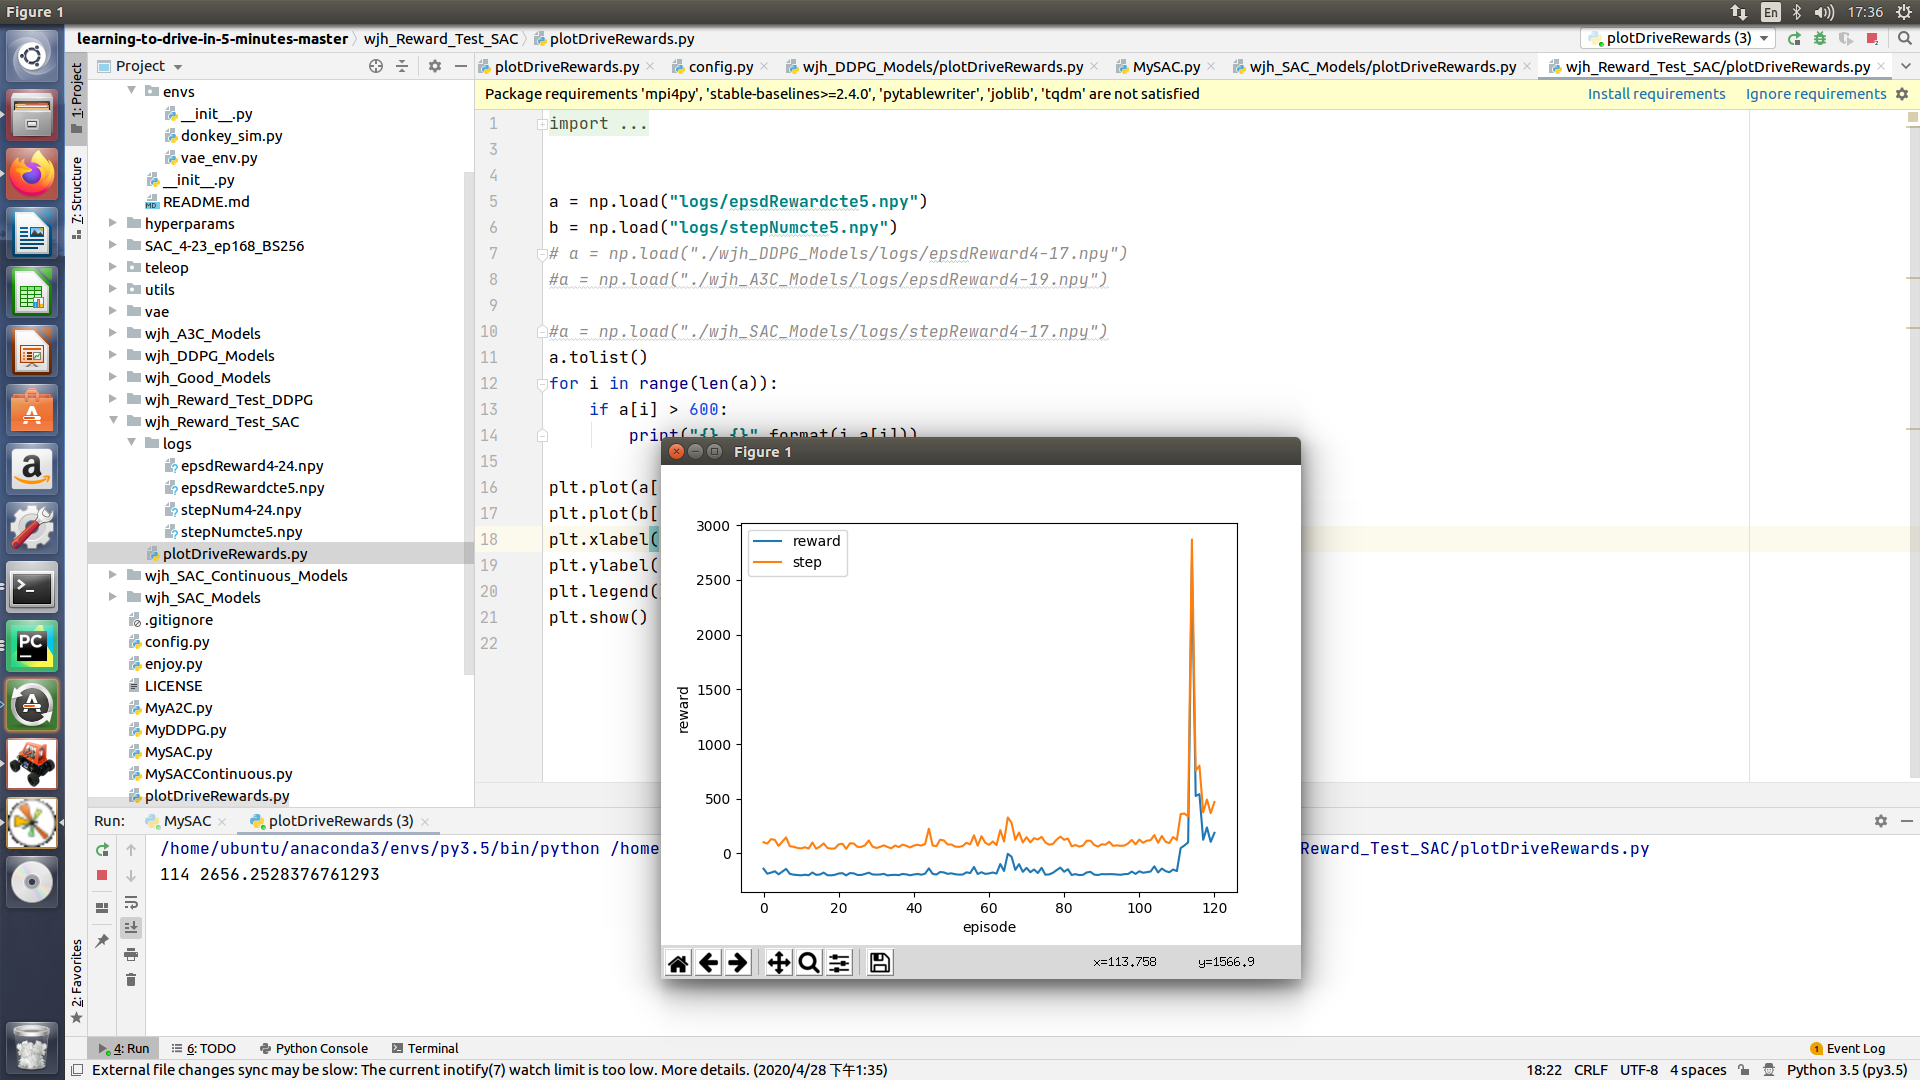 Figure 1
En
17:36
learning-to-drive-in-5-minutes-master
wjh_Reward_Test_SAC
plotDriveRewards.py
plotDriveRewards (3)
Project
plotDriveRewards.py
config.py
wjh_DDPG_Models/plotDriveRewards.py
MySAC.py
wjh_SAC_Models/plotDriveRewards.py
wjh_Reward_Test_SAC/plotDriveRewards.py
Package requirements 'mpi4py', 'stable-baselines>=2.4.0', 'pytablewriter', 'joblib', 'tqdm' are not satisfied
Install requirements
Ignore requirements
1: Project
7: Structure
2: Favorites
envs
__init__.py
donkey_sim.py
vae_env.py
__init__.py
README.md
hyperparams
SAC_4-23_ep168_BS256
teleop
utils
vae
wjh_A3C_Models
wjh_DDPG_Models
wjh_Good_Models
wjh_Reward_Test_DDPG
wjh_Reward_Test_SAC
logs
epsdReward4-24.npy
epsdRewardcte5.npy
stepNum4-24.npy
stepNumcte5.npy
plotDriveRewards.py
wjh_SAC_Continuous_Models
wjh_SAC_Models
.gitignore
config.py
enjoy.py
LICENSE
MyA2C.py
MyDDPG.py
MySAC.py
MySACContinuous.py
plotDriveRewards.py
1 import ...
3
4
5 a = np.load("logs/epsdRewardcte5.npy")
6 b = np.load("logs/stepNumcte5.npy")
7 # a = np.load("./wjh_DDPG_Models/logs/epsdReward4-17.npy")
8 #a = np.load("./wjh_A3C_Models/logs/epsdReward4-19.npy")
9
10 #a = np.load("./wjh_SAC_Models/logs/stepReward4-17.npy")
11 a.tolist()
12 for i in range(len(a)):
13 if a[i] > 600:
14 print("{} {}".format(i,a[i]))
15
16 plt.plot(a[
17 plt.plot(b[
18 plt.xlabel(
19 plt.ylabel(
20 plt.legend(
21 plt.show()
22
Figure 1
reward
step
3000
2500
2000
1500
1000
500
0
reward
0 20 40 60 80 100 120
episode
x=113.758 y=1566.9
Run:
MySAC
plotDriveRewards (3)
/home/ubuntu/anaconda3/envs/py3.5/bin/python /home
Reward_Test_SAC/plotDriveRewards.py
114 2656.2528376761293
4: Run
6: TODO
Python Console
Terminal
1 Event Log
External file changes sync may be slow: The current inotify(7) watch limit is too low. More details. (2020/4/28 下午1:35)
18:22 CRLF UTF-8 4 spaces Python 3.5 (py3.5)